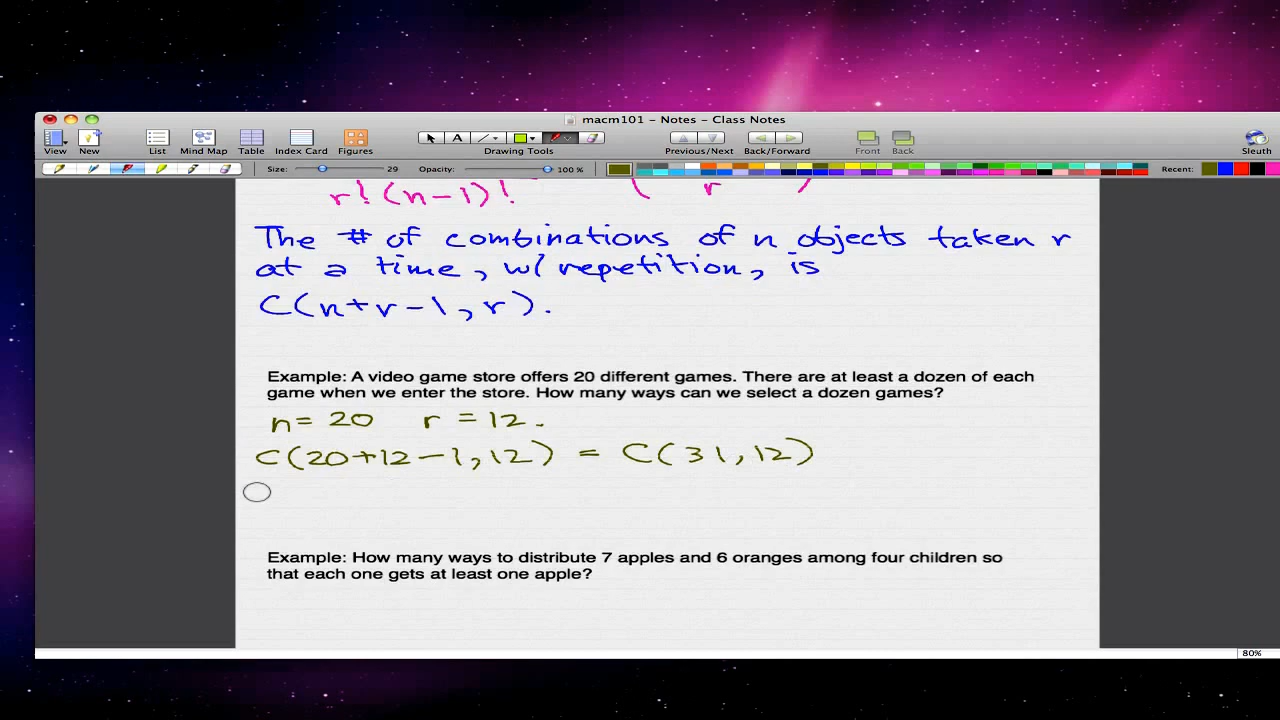 macm101 - Notes - Class Notes
View New List Mind Map Table Index Card Figures Drawing Tools Previous/Next Back/Forward Front Back Sleuth
Size: 29 Opacity: 100 % Recent:
r!(n-1)! ( r )
The # of combinations of n objects taken r
at a time, w/ repetition, is
C(n+r-1, r).
Example: A video game store offers 20 different games. There are at least a dozen of each
game when we enter the store. How many ways can we select a dozen games?
n = 20 r = 12.
C(20+12-1, 12) = C(31, 12)
Example: How many ways to distribute 7 apples and 6 oranges among four children so
that each one gets at least one apple?
80%